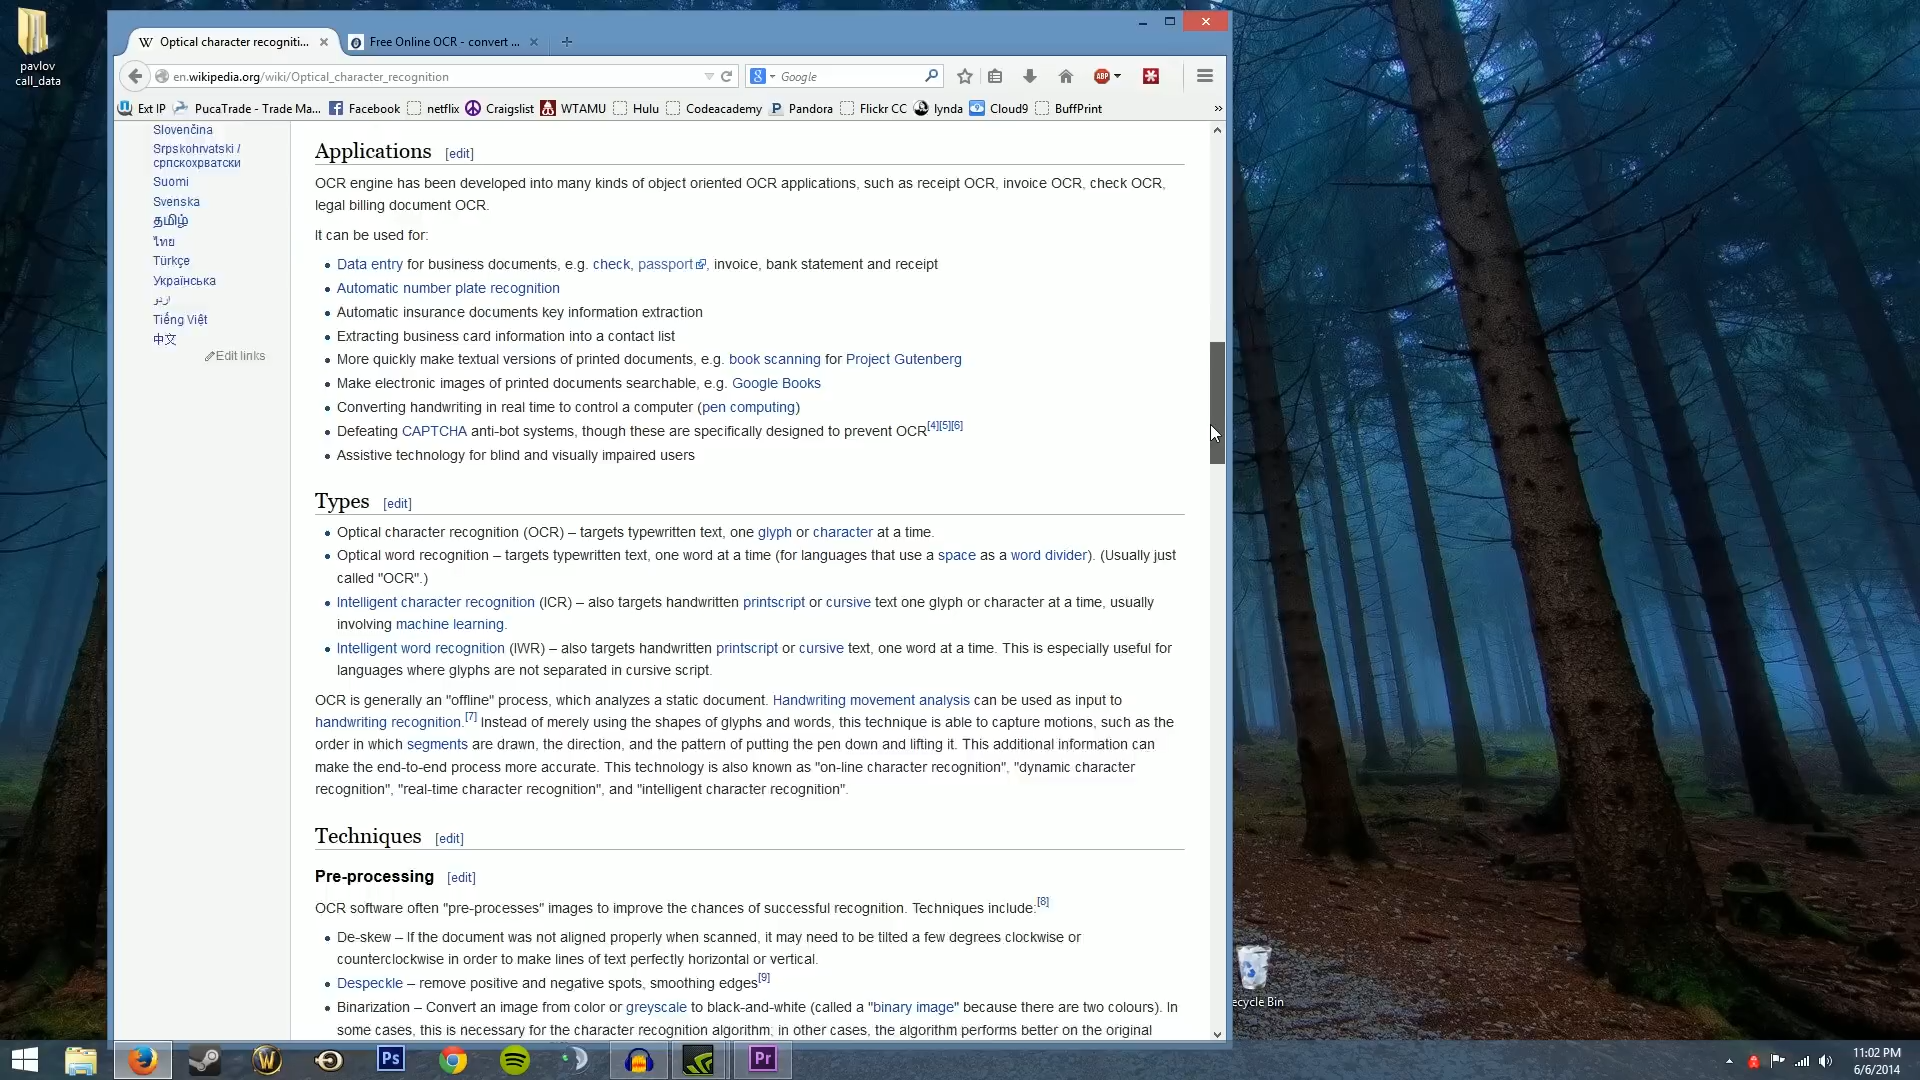 pavlov
call_data
Optical character recogniti...
Free Online OCR - convert ...
en.wikipedia.org/wiki/Optical_character_recognition
Google
Ext IP
PucaTrade - Trade Ma...
Facebook
netflix
Craigslist
WTAMU
Hulu
Codeacademy
Pandora
Flickr CC
lynda
Cloud9
BuffPrint
Slovenčina
Srpskohrvatski /
српскохрватски
Suomi
Svenska
தமிழ்
ไทย
Türkçe
Українська
اردو
Tiếng Việt
中文
Edit links
Applications [edit]
OCR engine has been developed into many kinds of object oriented OCR applications, such as receipt OCR, invoice OCR, check OCR,
legal billing document OCR.
It can be used for:
Data entry for business documents, e.g. check, passport, invoice, bank statement and receipt
Automatic number plate recognition
Automatic insurance documents key information extraction
Extracting business card information into a contact list
More quickly make textual versions of printed documents, e.g. book scanning for Project Gutenberg
Make electronic images of printed documents searchable, e.g. Google Books
Converting handwriting in real time to control a computer (pen computing)
Defeating CAPTCHA anti-bot systems, though these are specifically designed to prevent OCR[4][5][6]
Assistive technology for blind and visually impaired users
Types [edit]
Optical character recognition (OCR) – targets typewritten text, one glyph or character at a time.
Optical word recognition – targets typewritten text, one word at a time (for languages that use a space as a word divider). (Usually just
called "OCR".)
Intelligent character recognition (ICR) – also targets handwritten printscript or cursive text one glyph or character at a time, usually
involving machine learning.
Intelligent word recognition (IWR) – also targets handwritten printscript or cursive text, one word at a time. This is especially useful for
languages where glyphs are not separated in cursive script.
OCR is generally an "offline" process, which analyzes a static document. Handwriting movement analysis can be used as input to
handwriting recognition.[7] Instead of merely using the shapes of glyphs and words, this technique is able to capture motions, such as the
order in which segments are drawn, the direction, and the pattern of putting the pen down and lifting it. This additional information can
make the end-to-end process more accurate. This technology is also known as "on-line character recognition", "dynamic character
recognition", "real-time character recognition", and "intelligent character recognition".
Techniques [edit]
Pre-processing [edit]
OCR software often "pre-processes" images to improve the chances of successful recognition. Techniques include:[8]
De-skew – If the document was not aligned properly when scanned, it may need to be tilted a few degrees clockwise or
counterclockwise in order to make lines of text perfectly horizontal or vertical.
Despeckle – remove positive and negative spots, smoothing edges[9]
Binarization – Convert an image from color or greyscale to black-and-white (called a "binary image" because there are two colours). In
some cases, this is necessary for the character recognition algorithm; in other cases, the algorithm performs better on the original
ecycle Bin
Ps
Pr
11:02 PM
6/6/2014